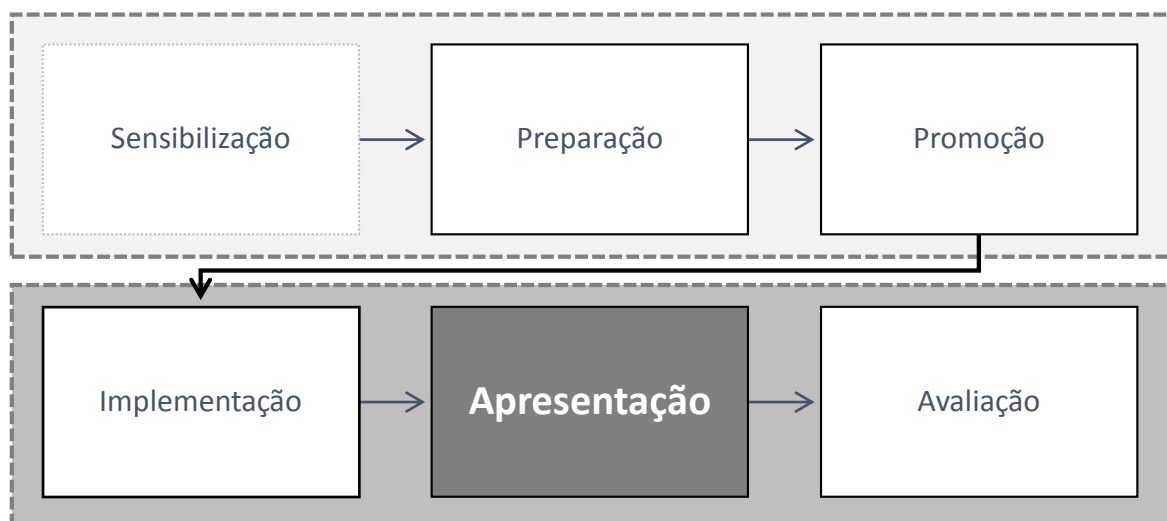 Sensibilização
Preparação
Promoção
Implementação
Apresentação
Avaliação